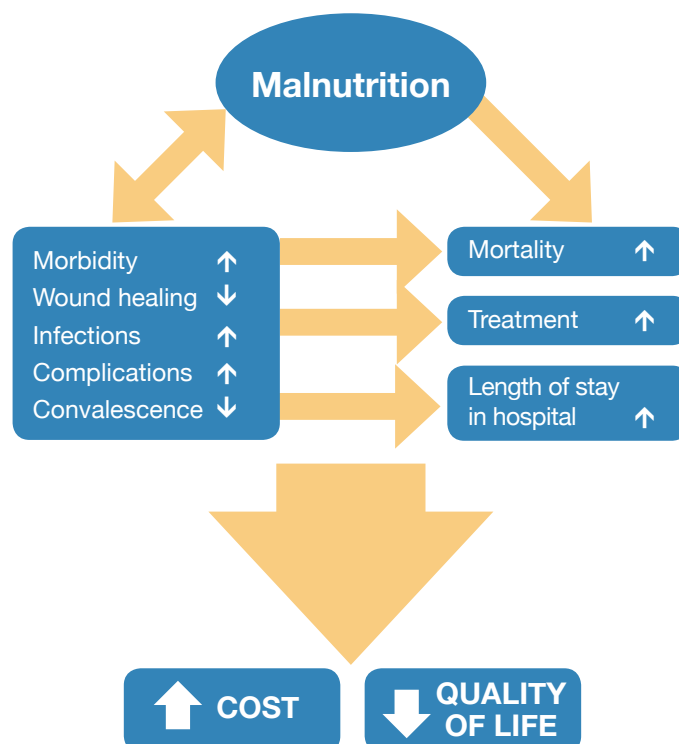 Malnutrition
Morbidity ↑
Wound healing ↓
Infections ↑
Complications ↑
Convalescence ↓
Mortality ↑
Treatment ↑
Length of stay
in hospital ↑
↑ COST
↓ QUALITY
OF LIFE